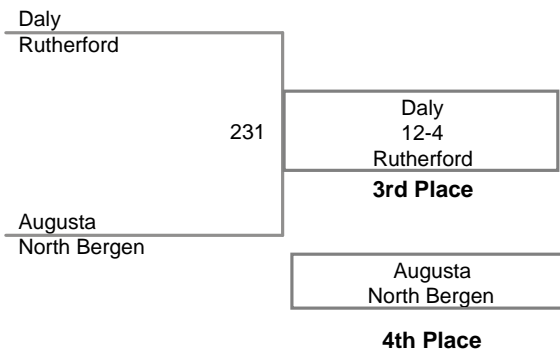 Daly
Rutherford
231
Daly
12-4
Rutherford
3rd Place
Augusta
North Bergen
Augusta
North Bergen
4th Place